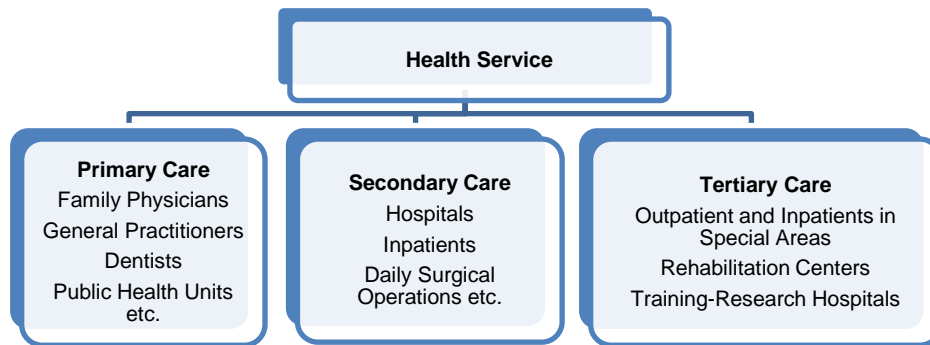 Health Service
Primary Care
Family Physicians
General Practitioners
Dentists
Public Health Units
etc.
Secondary Care
Hospitals
Inpatients
Daily Surgical
Operations etc.
Tertiary Care
Outpatient and Inpatients in
Special Areas
Rehabilitation Centers
Training-Research Hospitals